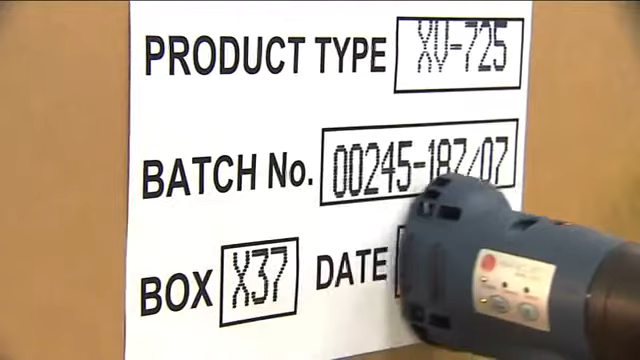 PRODUCT TYPE XV-725
BATCH No. 00245-187/07
BOX X37 DATE